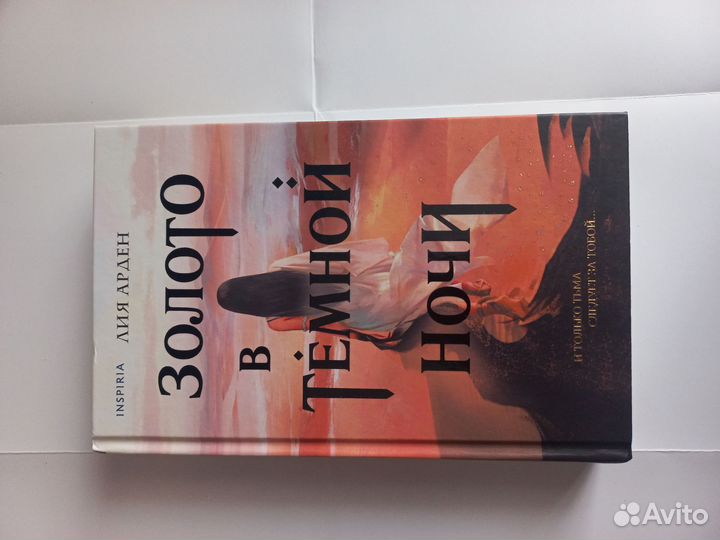 INSPIRIA
ЛИЯ АРДЕН
ЗОЛОТО
В
ТЁМНОЙ
НОЧИ
И ТОЛЬКО ТЬМА
СЛЕДУЕТ ЗА ТОБОЙ...
Avito